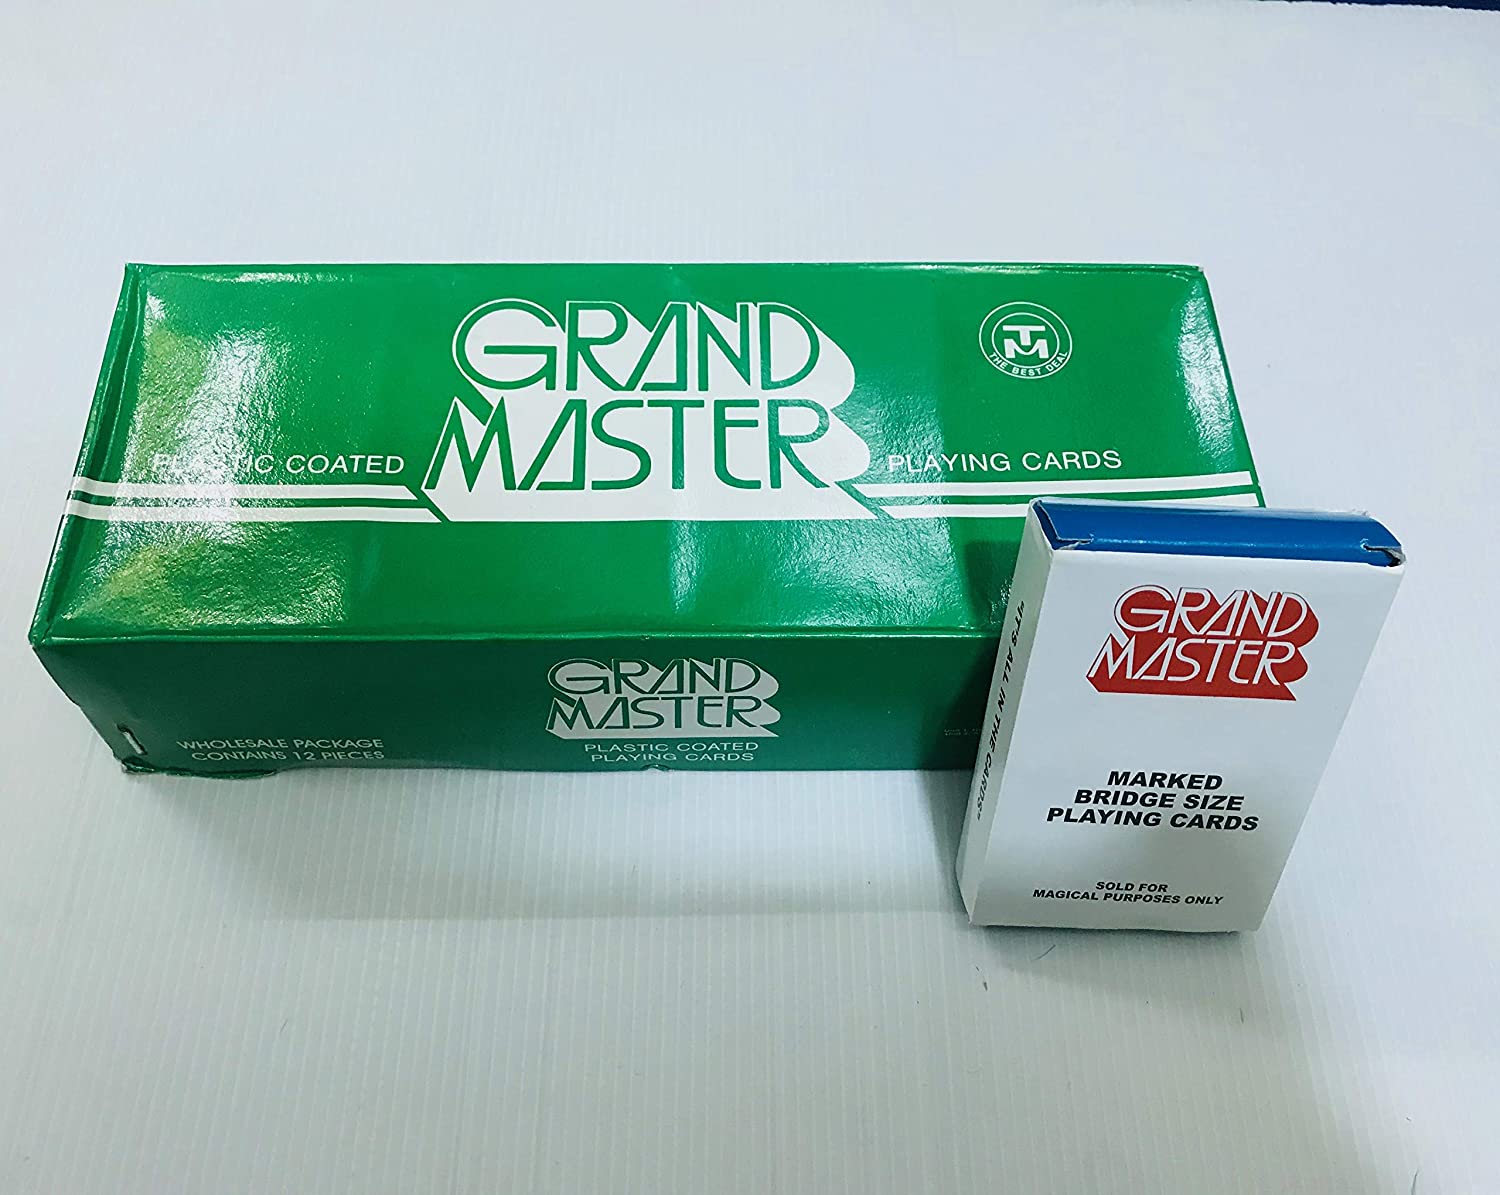 GRAND
MASTER
TM
THE BEST DEAL
PLASTIC COATED
PLAYING CARDS
GRAND
MASTER
PLASTIC COATED
PLAYING CARDS
WHOLESALE PACKAGE
CONTAINS 12 PIECES
"IT'S ALL IN THE CARDS"
GRAND
MASTER
MARKED
BRIDGE SIZE
PLAYING CARDS
SOLD FOR
MAGICAL PURPOSES ONLY